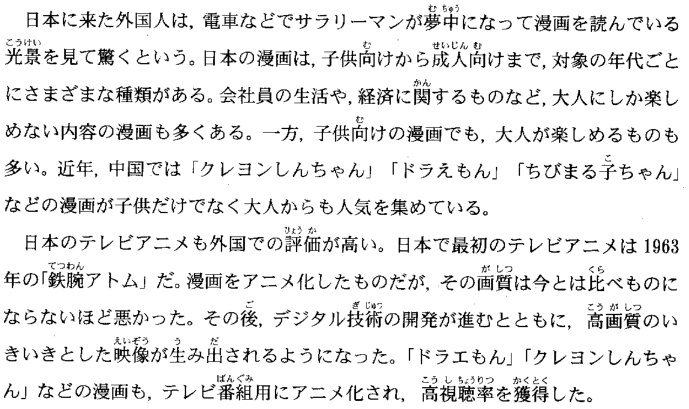 日本に来た外国人は，電車などでサラリーマンが夢中になって漫画を読んでいる
光景を見て驚くという。日本の漫画は，子供向けから成人向けまで，対象の年代ごと
にさまざまな種類がある。会社員の生活や，経済に関するものなど，大人にしか楽し
めない内容の漫画も多くある。一方，子供向けの漫画でも，大人が楽しめるものも
多い。近年，中国では「クレヨンしんちゃん」「ドラえもん」「ちびまる子ちゃん」
などの漫画が子供だけでなく大人からも人気を集めている。
日本のテレビアニメも外国での評価が高い。日本で最初のテレビアニメは 1963
年の「鉄腕アトム」だ。漫画をアニメ化したものだが，その画質は今とは比べものに
ならないほど悪かった。その後，デジタル技術の開発が進むとともに，高画質のい
きいきとした映像が生み出されるようになった。「ドラエもん」「クレヨンしんちゃ
ん」などの漫画も，テレビ番組用にアニメ化され，高視聴率を獲得した。